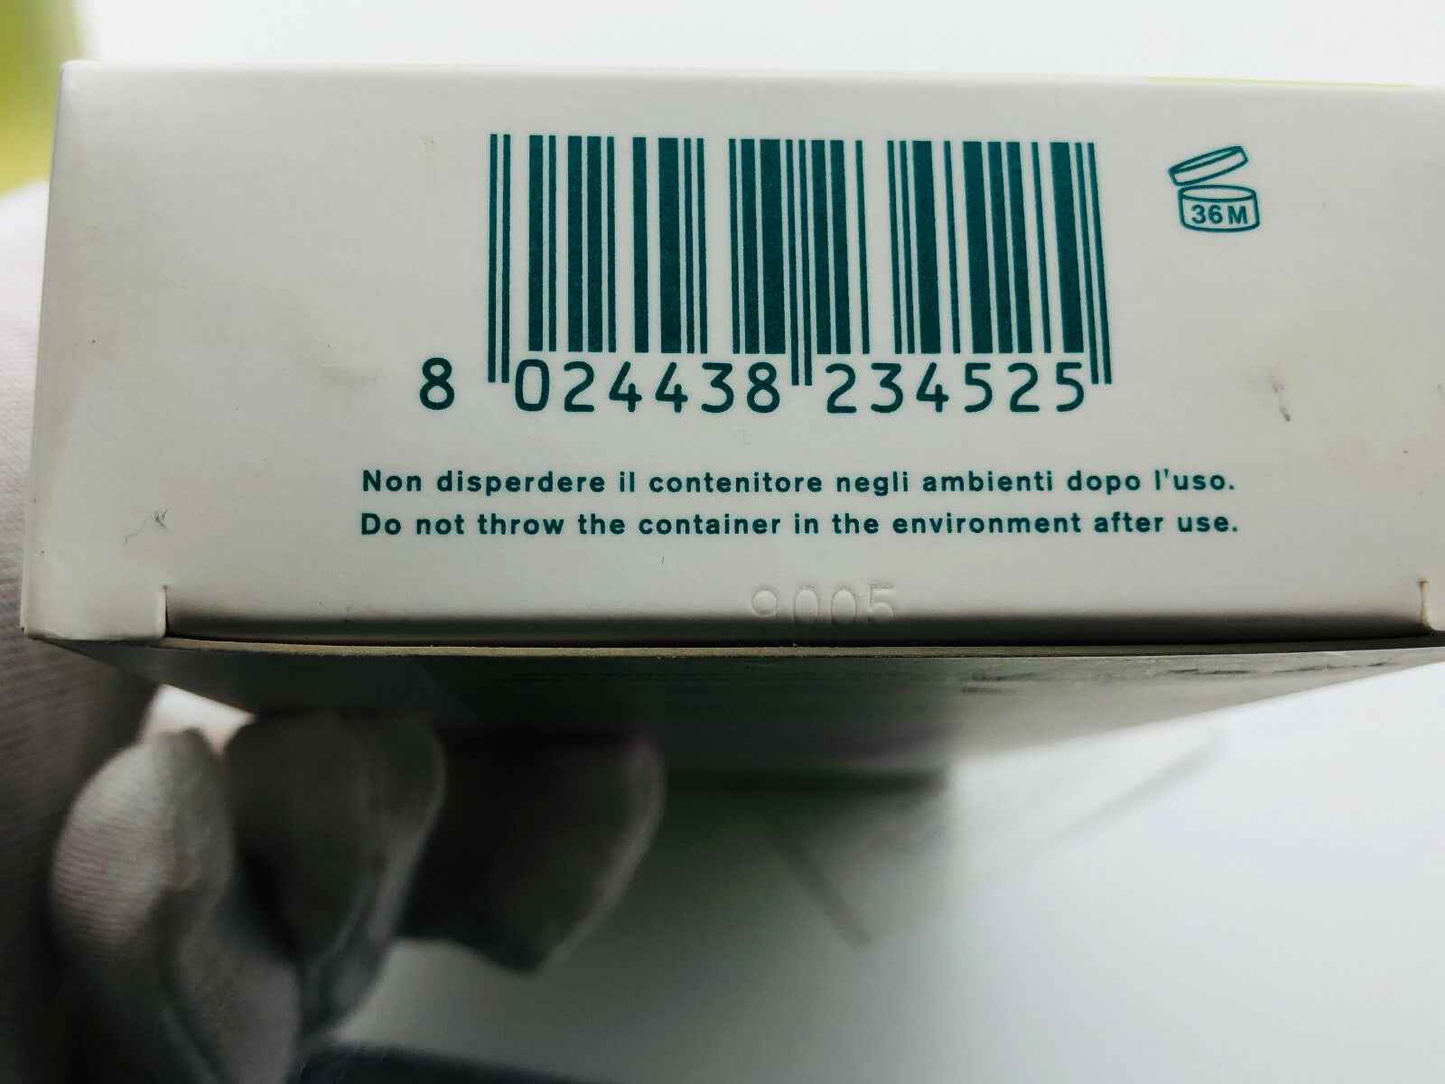 36M
8 024438 234525
Non disperdere il contenitore negli ambienti dopo l'uso.
Do not throw the container in the environment after use.
9005